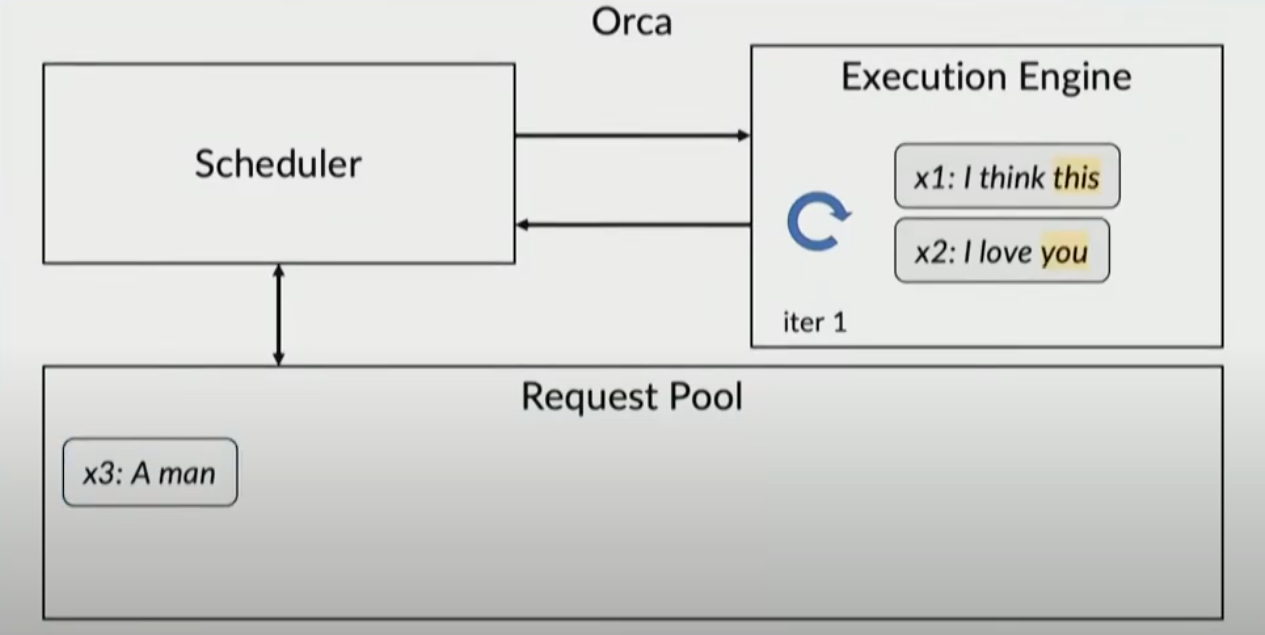 Orca
Scheduler
Execution Engine
x1: I think this
x2: I love you
iter 1
Request Pool
x3: A man